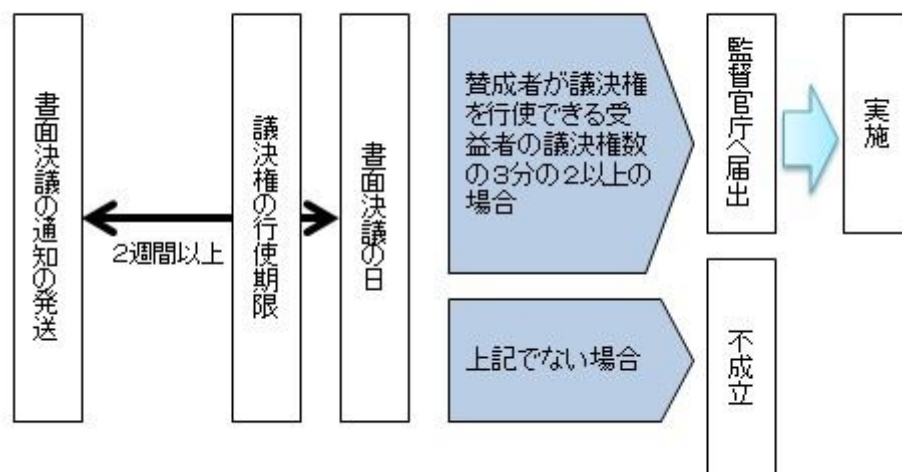 書面決議の通知の発送
2週間以上
議決権の行使期限
書面決議の日
賛成者が議決権
を行使できる受
益者の議決権数
の3分の2以上の
場合
監督官庁へ届出
実施
上記でない場合
不成立